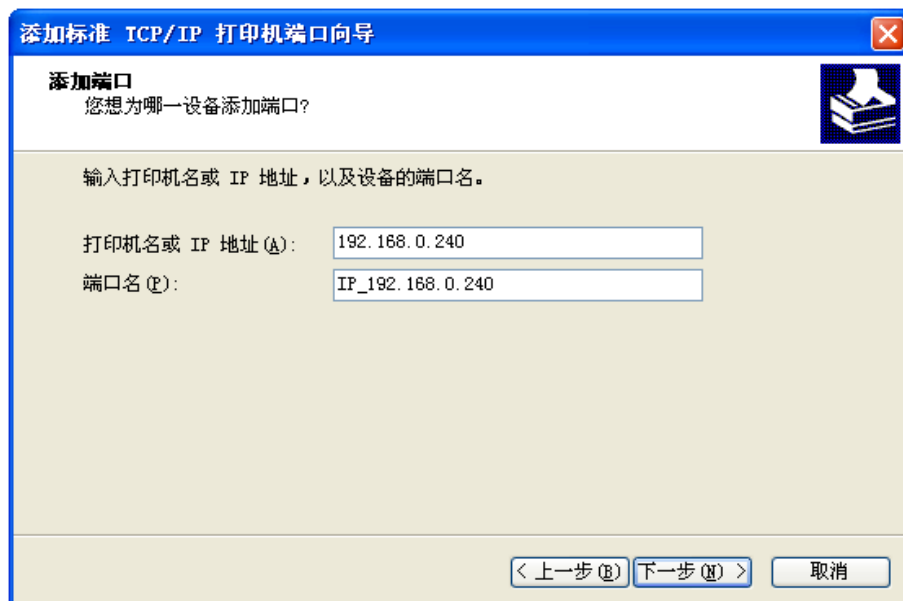 添加标准 TCP/IP 打印机端口向导
添加端口
您想为哪一设备添加端口?
输入打印机名或 IP 地址，以及设备的端口名。
打印机名或 IP 地址(A): 192.168.0.240
端口名(P): IP_192.168.0.240
< 上一步(B) 下一步(N) > 取消